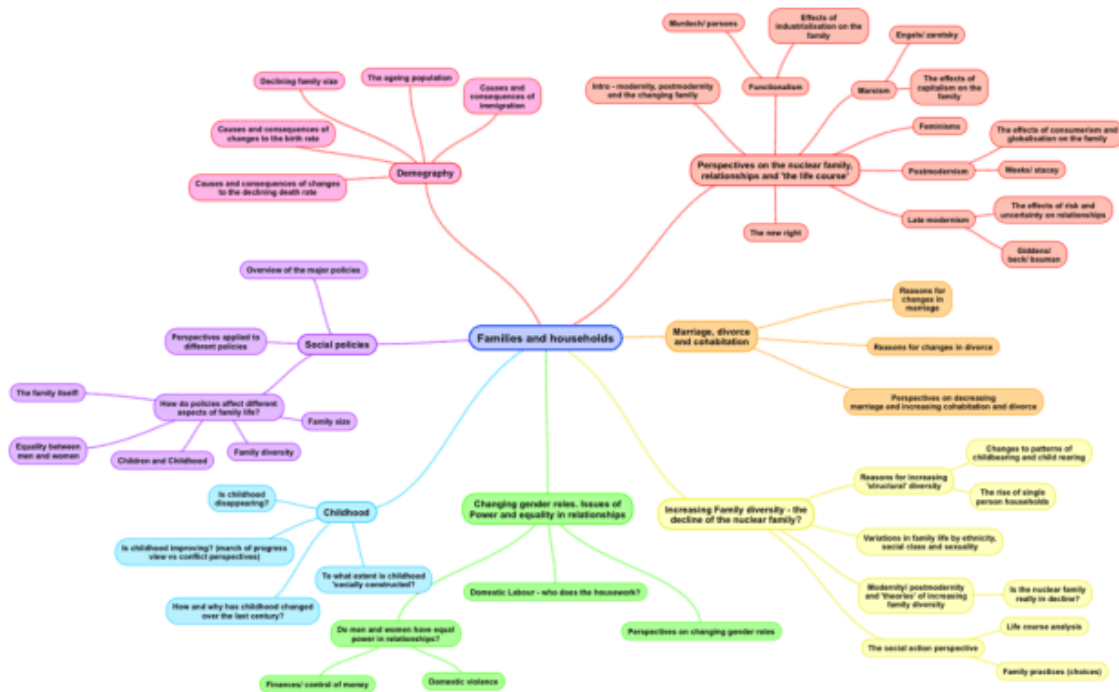 Murdoch/ parsons
Effects of
industrialisation on the
family
Engels/ zaretsky
Declining family size
The ageing population
Causes and
consequences of
immigration
Intro - modernity, postmodernity
and the changing family
Functionalism
Marxism
The effects of
capitalism on the
family
Causes and consequences of
changes to the birth rate
Feminisms
The effects of consumerism and
globalisation on the family
Demography
Perspectives on the nuclear family,
relationships and 'the life course'
Postmodernism
Weeks/ stacey
Causes and consequences of changes
to the declining death rate
The effects of risk and
uncertainty on relationships
Late modernism
The new right
Giddens/
beck/ bauman
Overview of the major policies
Reasons for
changes in
marriage
Perspectives applied to
different policies
Social policies
Families and households
Marriage, divorce
and cohabitation
Reasons for changes in divorce
The family itself!
How do policies affect different
aspects of family life?
Family size
Perspectives on decreasing
marriage and increasing cohabitation and divorce
Equality between
men and women
Children and Childhood
Family diversity
Changes to patterns of
childbearing and child rearing
Reasons for increasing
'structural' diversity
The rise of single
person households
Is childhood
disappearing?
Childhood
Changing gender roles. Issues of
Power and equality in relationships
Increasing Family diversity - the
decline of the nuclear family?
Is childhood improving? (march of progress
view vs conflict perspectives)
Variations in family life by ethnicity,
social class and sexuality
To what extent is childhood
'socially constructed?
Domestic Labour - who does the housework?
Modernity/ postmodernity
and 'theories' of increasing
family diversity
Is the nuclear family
really in decline?
How and why has childhood changed
over the last century?
Do men and women have equal
power in relationships?
Perspectives on changing gender roles
Life course analysis
The social action perspective
Finances/ control of money
Domestic violence
Family practices (choices)